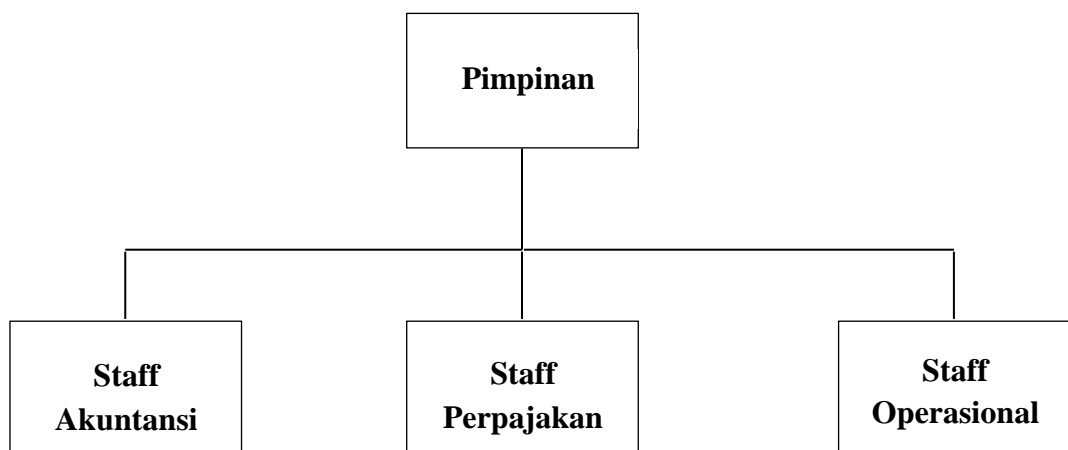 Pimpinan
Staff
Akuntansi
Staff
Perpajakan
Staff
Operasional